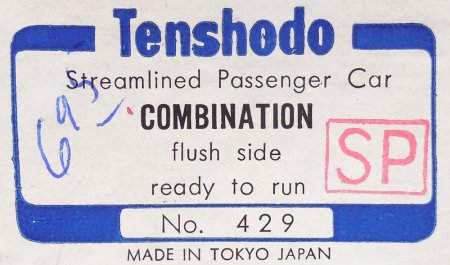 Tenshodo
Streamlined Passenger Car
COMBINATION
flush side
ready to run
SP
No. 429
MADE IN TOKYO JAPAN